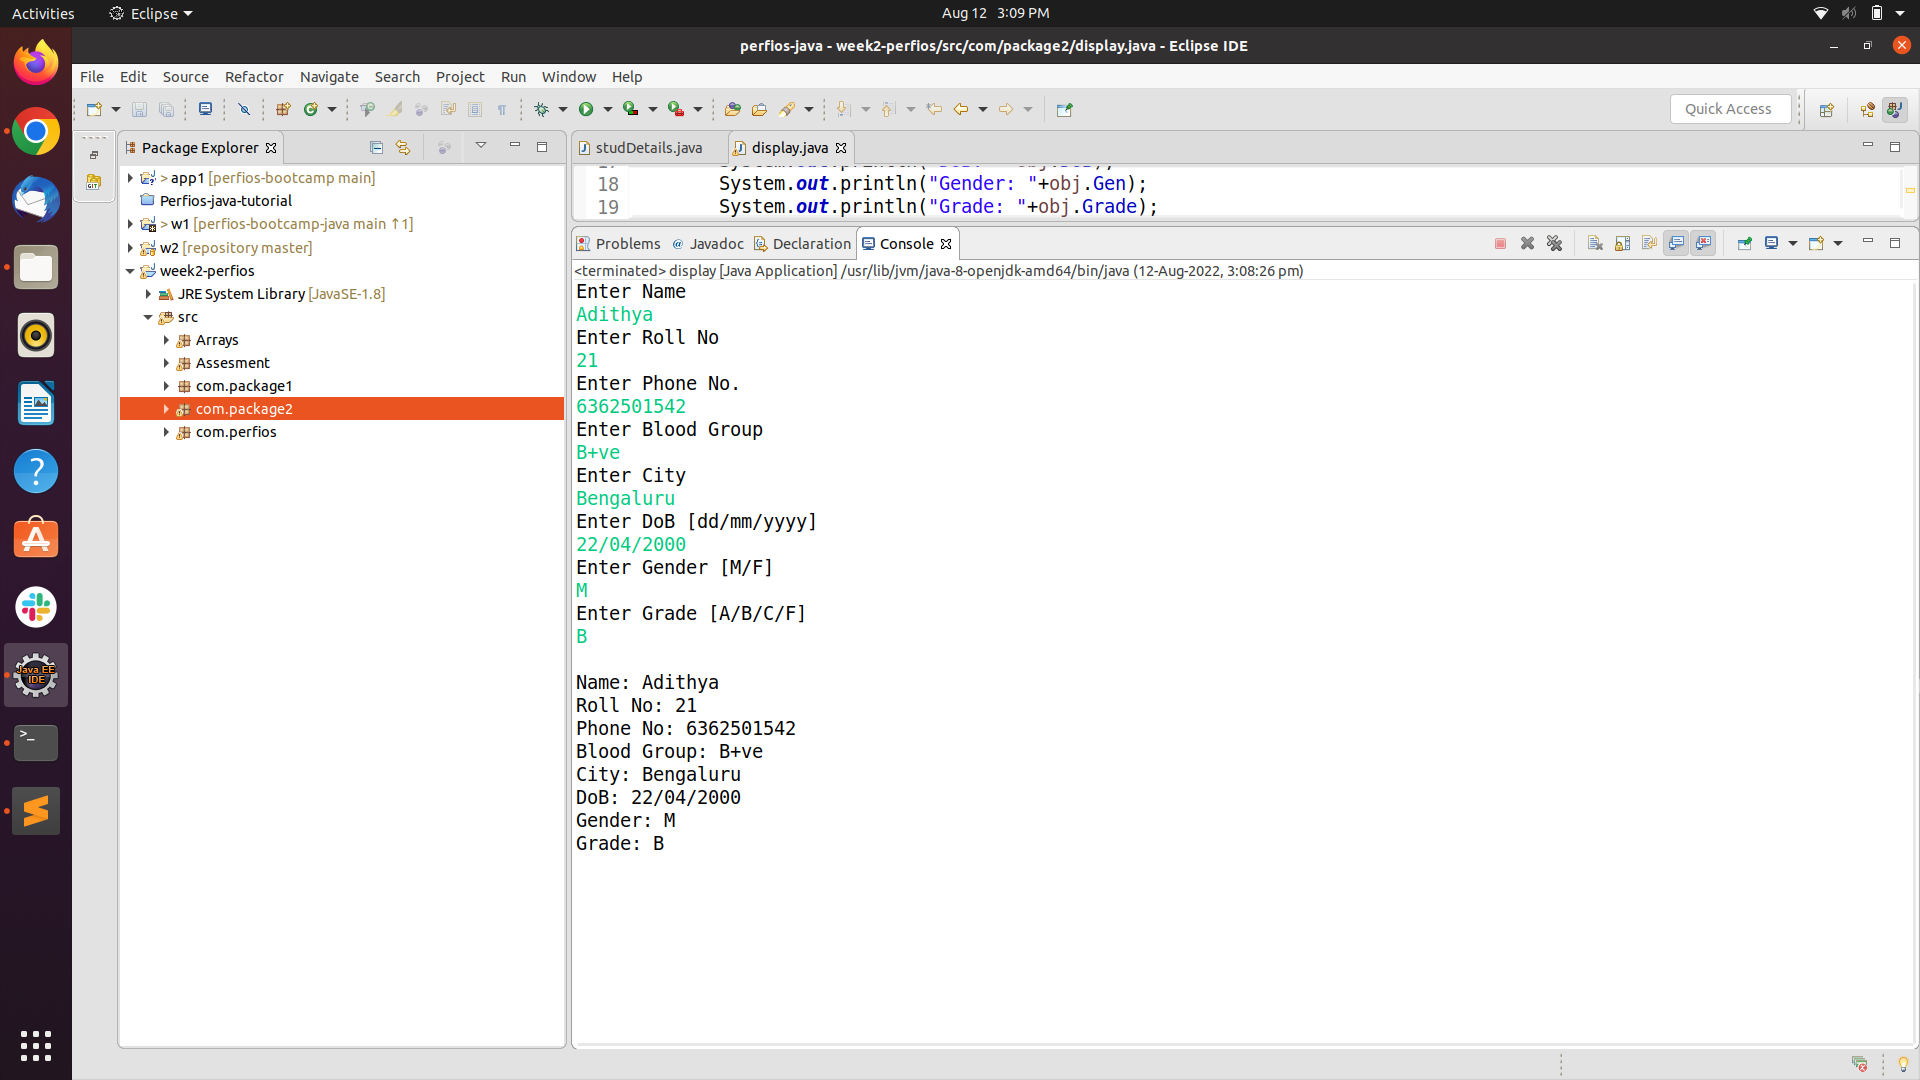 Activities Eclipse Aug 12 3:09 PM
perfios-java - week2-perfios/src/com/package2/display.java - Eclipse IDE
File Edit Source Refactor Navigate Search Project Run Window Help
Quick Access
Package Explorer
> app1 [perfios-bootcamp main]
Perfios-java-tutorial
> w1 [perfios-bootcamp-java main ↑1]
w2 [repository master]
week2-perfios
JRE System Library [JavaSE-1.8]
src
Arrays
Assesment
com.package1
com.package2
com.perfios
Java EE
IDE
studDetails.java display.java
18 System.out.println("Gender: "+obj.Gen);
19 System.out.println("Grade: "+obj.Grade);
Problems @ Javadoc Declaration Console
<terminated> display [Java Application] /usr/lib/jvm/java-8-openjdk-amd64/bin/java (12-Aug-2022, 3:08:26 pm)
Enter Name
Adithya
Enter Roll No
21
Enter Phone No.
6362501542
Enter Blood Group
B+ve
Enter City
Bengaluru
Enter DoB [dd/mm/yyyy]
22/04/2000
Enter Gender [M/F]
M
Enter Grade [A/B/C/F]
B
Name: Adithya
Roll No: 21
Phone No: 6362501542
Blood Group: B+ve
City: Bengaluru
DoB: 22/04/2000
Gender: M
Grade: B